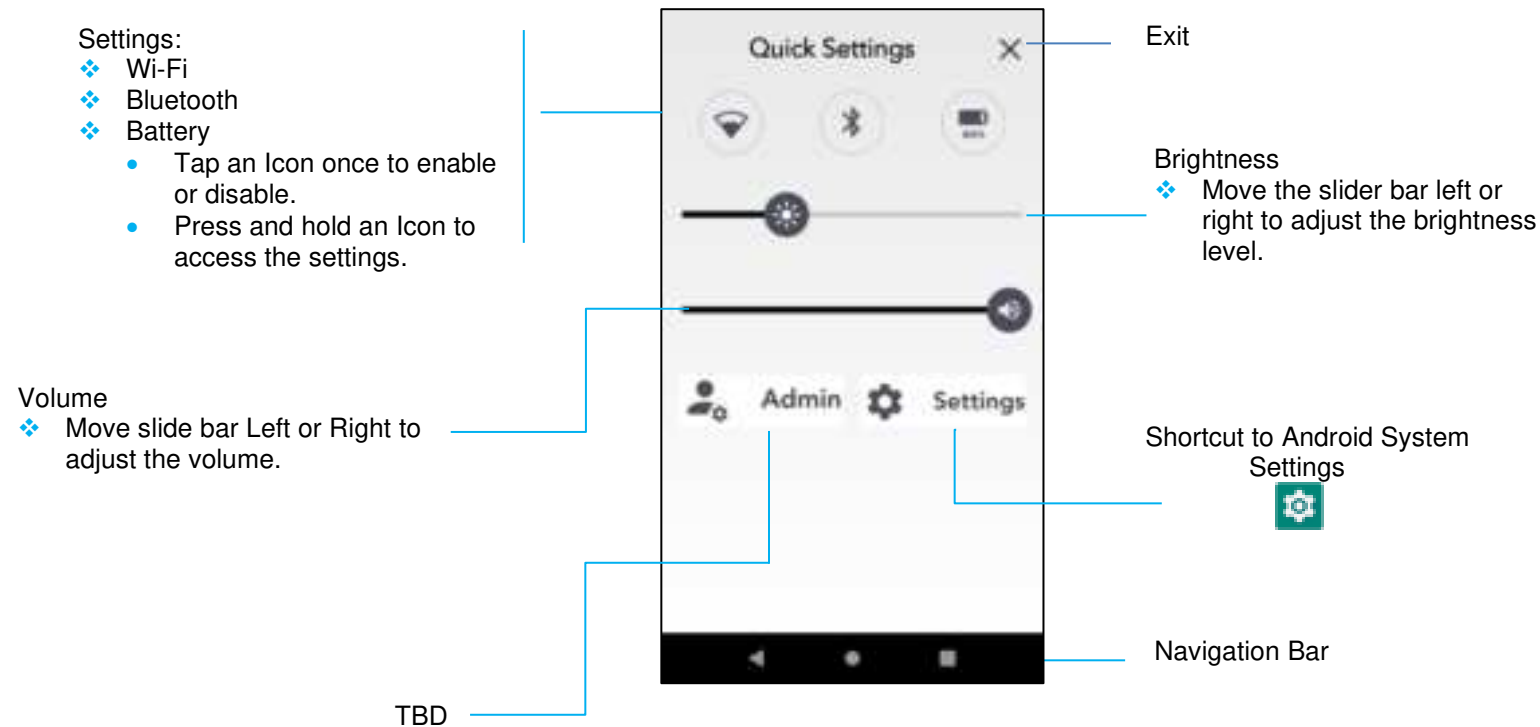 Settings:
Wi-Fi
Bluetooth
Battery
Tap an Icon once to enable
or disable.
Press and hold an Icon to
access the settings.
Volume
Move slide bar Left or Right to
adjust the volume.
TBD
Quick Settings
Admin
Settings
Exit
Brightness
Move the slider bar left or
right to adjust the brightness
level.
Shortcut to Android System
Settings
Navigation Bar